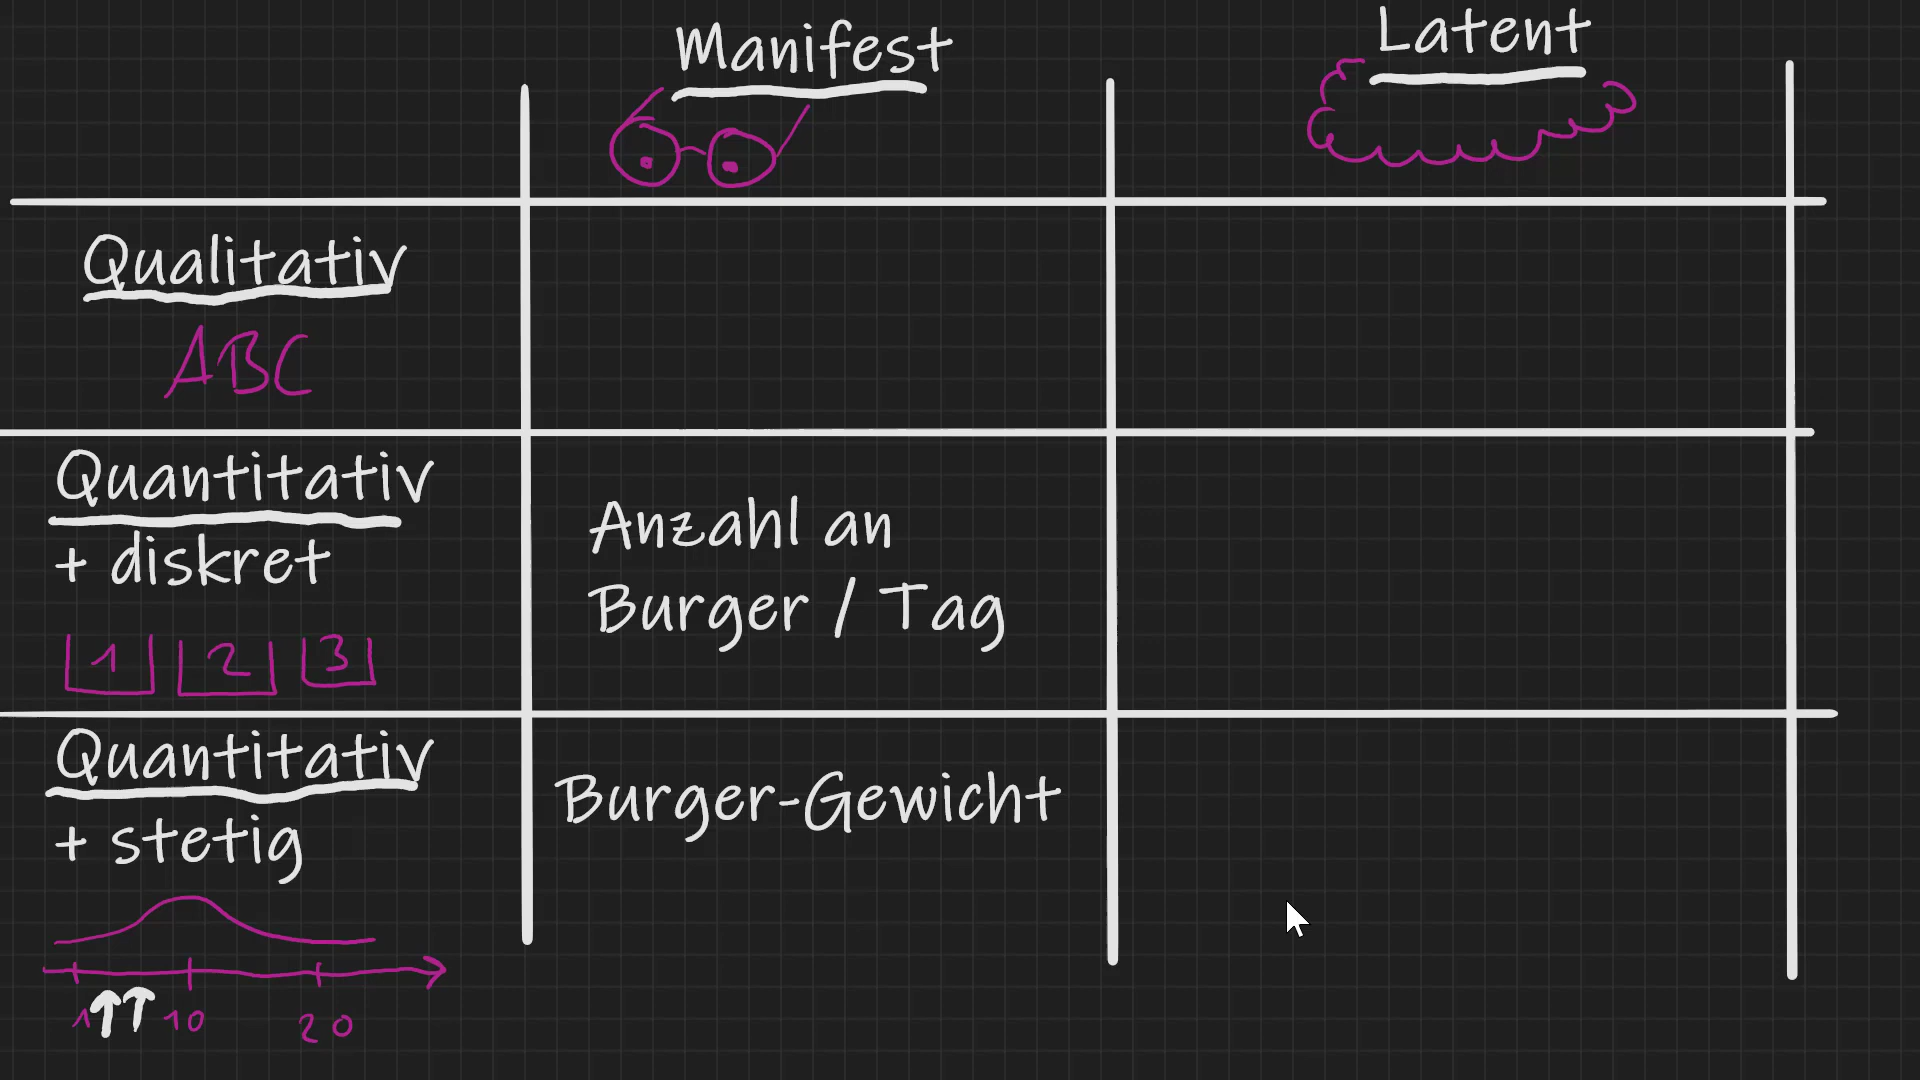 Manifest
Latent
Qualitativ
ABC
Quantitativ
+ diskret
1 2 3
Anzahl an
Burger / Tag
Quantitativ
+ stetig
Burger-Gewicht
1 10 20